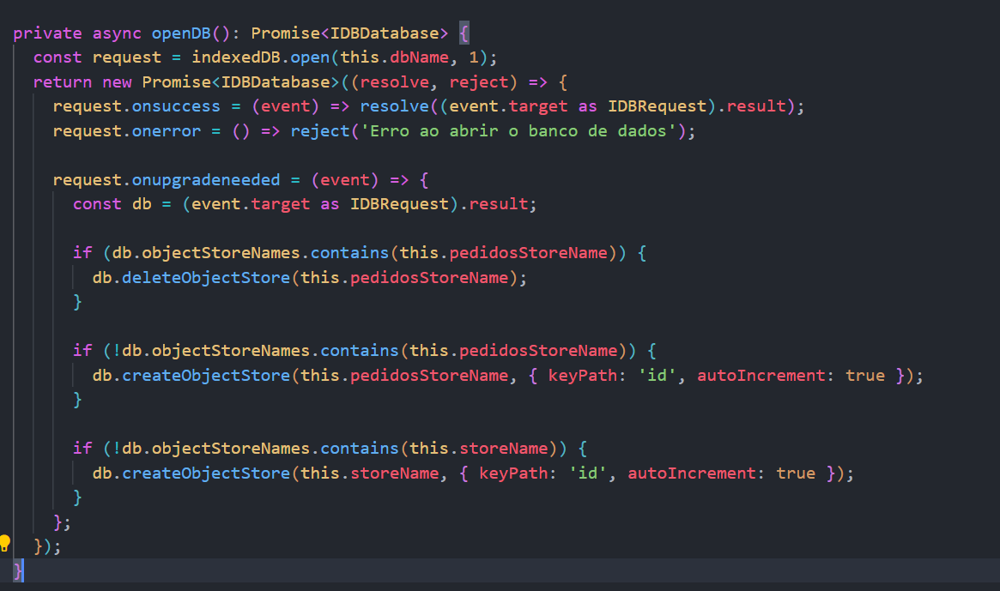 private async openDB(): Promise<IDBDatabase> {
const request = indexedDB.open(this.dbName, 1);
return new Promise<IDBDatabase>((resolve, reject) => {
request.onsuccess = (event) => resolve((event.target as IDBRequest).result);
request.onerror = () => reject('Erro ao abrir o banco de dados');
request.onupgradeneeded = (event) => {
const db = (event.target as IDBRequest).result;
if (db.objectStoreNames.contains(this.pedidosStoreName)) {
db.deleteObjectStore(this.pedidosStoreName);
}
if (!db.objectStoreNames.contains(this.pedidosStoreName)) {
db.createObjectStore(this.pedidosStoreName, { keyPath: 'id', autoIncrement: true });
}
if (!db.objectStoreNames.contains(this.storeName)) {
db.createObjectStore(this.storeName, { keyPath: 'id', autoIncrement: true });
}
};
});
}